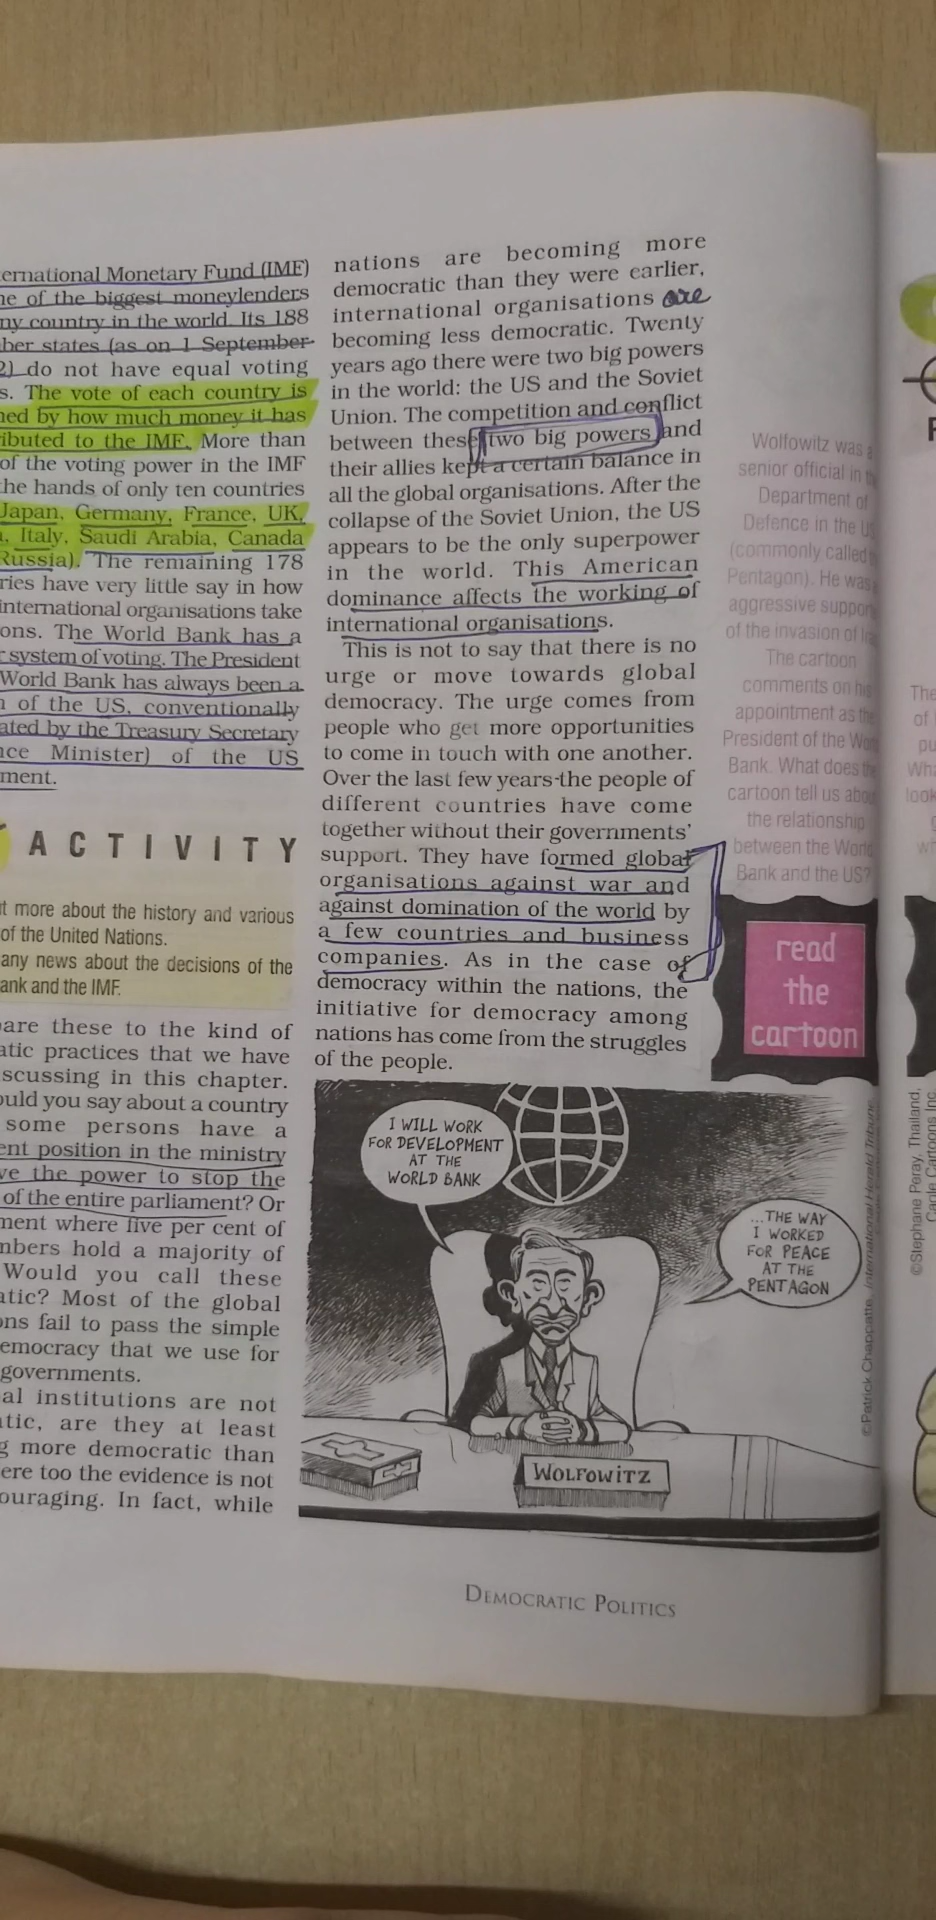 ernational Monetary Fund (IMF)
ne of the biggest moneylenders
ny country in the world. Its 188
ber states (as on 1 September
2) do not have equal voting
s. The vote of each country is
ned by how much money it has
ributed to the IMF. More than
of the voting power in the IMF
he hands of only ten countries
Japan, Germany, France, UK,
, Italy, Saudi Arabia, Canada
Russia). The remaining 178
ries have very little say in how
international organisations take
ons. The World Bank has a
r system of voting. The President
World Bank has always been a
n of the US, conventionally
ated by the Treasury Secretary
nce Minister) of the US
ment.
ACTIVITY
t more about the history and various
of the United Nations.
any news about the decisions of the
ank and the IMF.
are these to the kind of
atic practices that we have
scussing in this chapter.
ould you say about a country
some persons have a
ent position in the ministry
ve the power to stop the
of the entire parliament? Or
ment where five per cent of
mbers hold a majority of
Would you call these
atic? Most of the global
ons fail to pass the simple
emocracy that we use for
governments.
al institutions are not
atic, are they at least
g more democratic than
ere too the evidence is not
ouraging. In fact, while
nations are becoming more
democratic than they were earlier,
international organisations are
becoming less democratic. Twenty
years ago there were two big powers
in the world: the US and the Soviet
Union. The competition and conflict
between these two big powers and
their allies kept a certain balance in
all the global organisations. After the
collapse of the Soviet Union, the US
appears to be the only superpower
in the world. This American
dominance affects the working of
international organisations.
This is not to say that there is no
urge or move towards global
democracy. The urge comes from
people who get more opportunities
to come in touch with one another.
Over the last few years the people of
different countries have come
together without their governments'
support. They have formed global
organisations against war and
against domination of the world by
a few countries and business
companies. As in the case of
democracy within the nations, the
initiative for democracy among
nations has come from the struggles
of the people.
Wolfowitz was a
senior official in th
Department of
Defence in the US
(commonly called
Pentagon). He was
aggressive suppor
of the invasion of Ira
The cartoon
comments on his
appointment as the
President of the Wor
Bank. What does the
cartoon tell us abou
the relationship
between the World
Bank and the US?
read
the
cartoon
I WILL WORK
FOR DEVELOPMENT
AT THE
WORLD BANK
...THE WAY
I WORKED
FOR PEACE
AT THE
PENTAGON
WOLFOWITZ
©Patrick Chappatte, International Herald Tribune
DEMOCRATIC POLITICS
The
of
pu
Wha
look
wh
©Stephane Peray, Thailand,
Cagle Cartoons Inc.